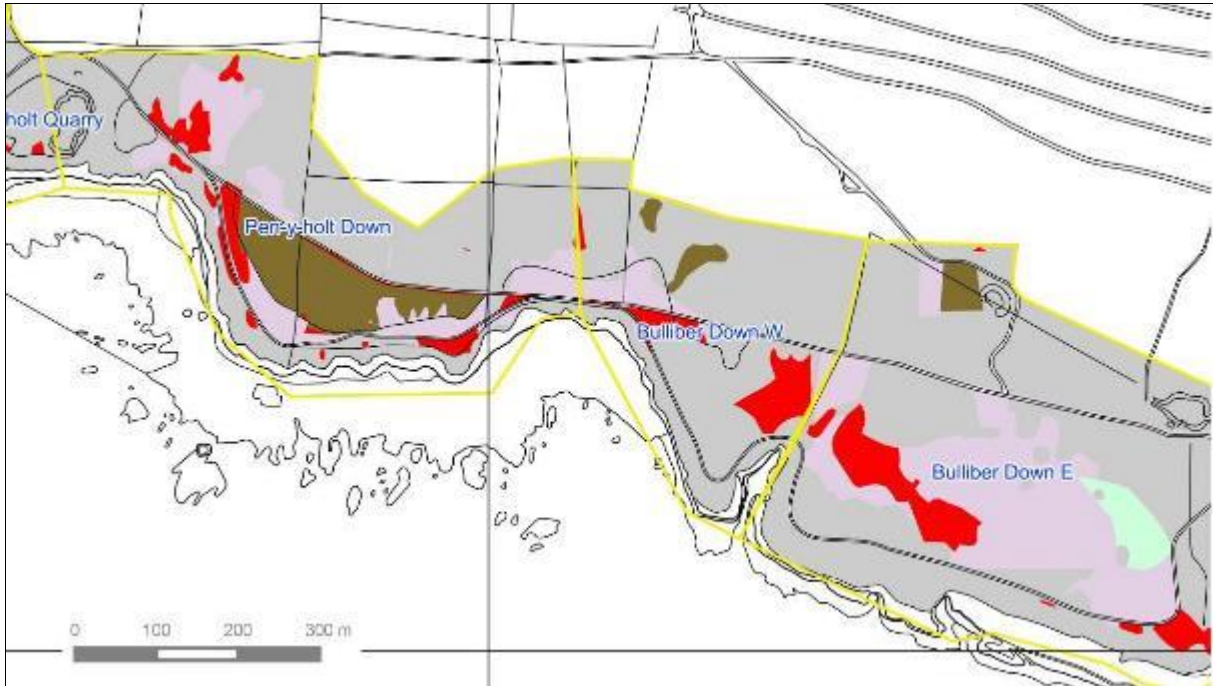 holt Quarry
Pen-y-holt Down
Bulliber Down W
Bulliber Down E
0 100 200 300 m